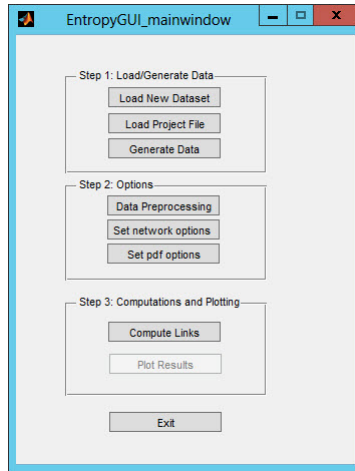 EntropyGUI_mainwindow
Step 1: Load/Generate Data
Load New Dataset
Load Project File
Generate Data
Step 2: Options
Data Preprocessing
Set network options
Set pdf options
Step 3: Computations and Plotting
Compute Links
Plot Results
Exit